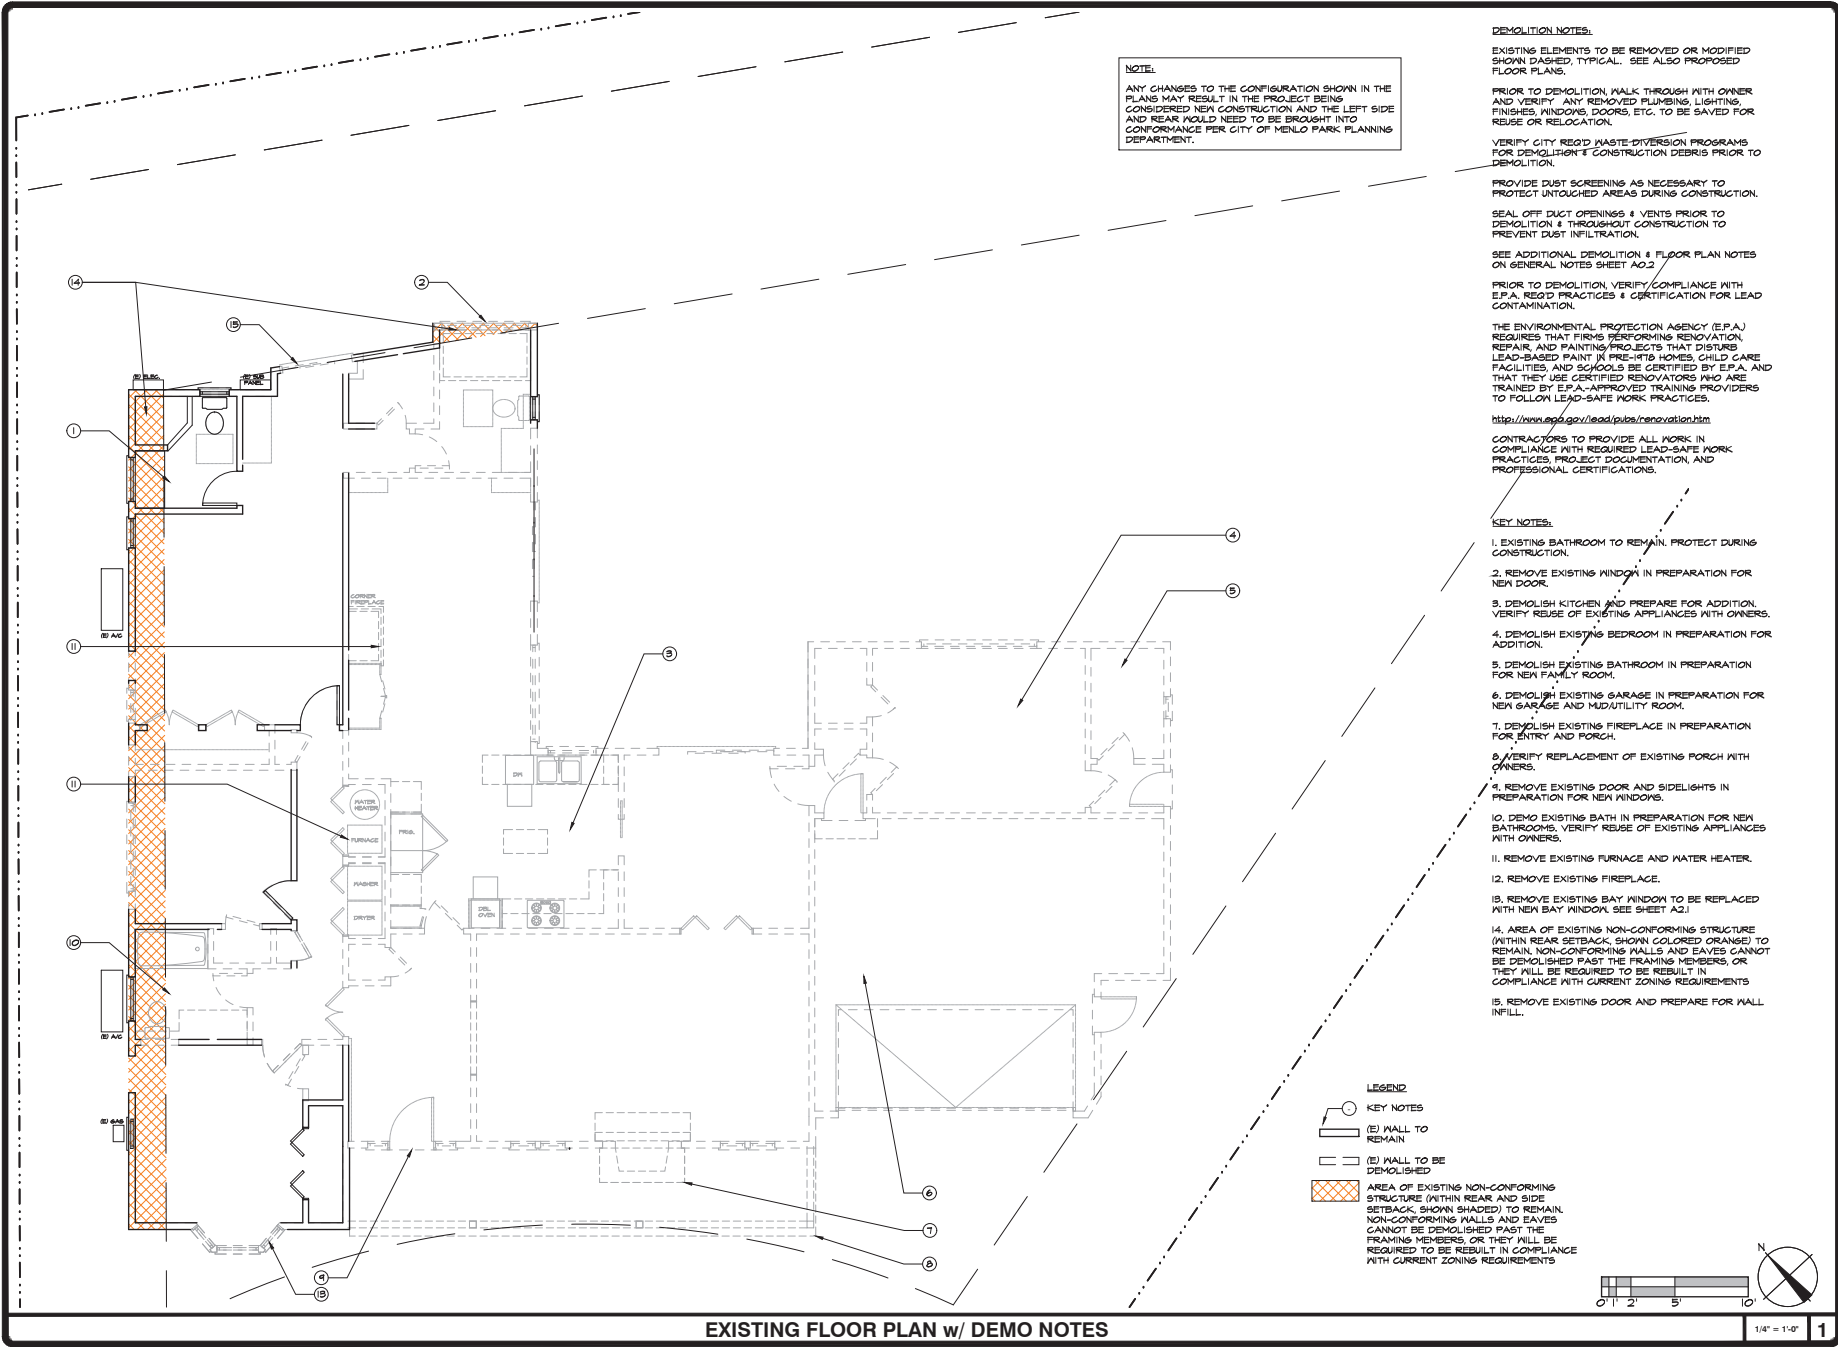 DEMOLITION NOTES:
EXISTING ELEMENTS TO BE REMOVED OR MODIFIED
SHOWN DASHED, TYPICAL. SEE ALSO PROPOSED
FLOOR PLANS.
PRIOR TO DEMOLITION, WALK THROUGH WITH OWNER
AND VERIFY ANY REMOVED PLUMBING, LIGHTING,
FINISHES, WINDOWS, DOORS, ETC. TO BE SAVED FOR
REUSE OR RELOCATION.
VERIFY CITY REQ'D WASTE DIVERSION PROGRAMS
FOR DEMOLITION & CONSTRUCTION DEBRIS PRIOR TO
DEMOLITION.
PROVIDE DUST SCREENING AS NECESSARY TO
PROTECT UNTOUCHED AREAS DURING CONSTRUCTION.
SEAL OFF DUCT OPENINGS & VENTS PRIOR TO
DEMOLITION & THROUGHOUT CONSTRUCTION TO
PREVENT DUST INFILTRATION.
SEE ADDITIONAL DEMOLITION & FLOOR PLAN NOTES
ON GENERAL NOTES SHEET A0.2
PRIOR TO DEMOLITION, VERIFY COMPLIANCE WITH
E.P.A. REQ'D PRACTICES & CERTIFICATION FOR LEAD
CONTAMINATION.
THE ENVIRONMENTAL PROTECTION AGENCY (E.P.A.)
REQUIRES THAT FIRMS PERFORMING RENOVATION,
REPAIR, AND PAINTING PROJECTS THAT DISTURB
LEAD-BASED PAINT IN PRE-1978 HOMES, CHILD CARE
FACILITIES, AND SCHOOLS BE CERTIFIED BY E.P.A. AND
THAT THEY USE CERTIFIED RENOVATORS WHO ARE
TRAINED BY E.P.A.-APPROVED TRAINING PROVIDERS
TO FOLLOW LEAD-SAFE WORK PRACTICES.
http://www.epa.gov/lead/pubs/renovation.htm
CONTRACTORS TO PROVIDE ALL WORK IN
COMPLIANCE WITH REQUIRED LEAD-SAFE WORK
PRACTICES, PROJECT DOCUMENTATION, AND
PROFESSIONAL CERTIFICATIONS.
KEY NOTES:
1. EXISTING BATHROOM TO REMAIN. PROTECT DURING
CONSTRUCTION.
2. REMOVE EXISTING WINDOW IN PREPARATION FOR
NEW DOOR.
3. DEMOLISH KITCHEN AND PREPARE FOR ADDITION.
VERIFY REUSE OF EXISTING APPLIANCES WITH OWNERS.
4. DEMOLISH EXISTING BEDROOM IN PREPARATION FOR
ADDITION.
5. DEMOLISH EXISTING BATHROOM IN PREPARATION
FOR NEW FAMILY ROOM.
6. DEMOLISH EXISTING GARAGE IN PREPARATION FOR
NEW GARAGE AND MUD/UTILITY ROOM.
7. DEMOLISH EXISTING FIREPLACE IN PREPARATION
FOR ENTRY AND PORCH.
8. VERIFY REPLACEMENT OF EXISTING PORCH WITH
OWNERS.
9. REMOVE EXISTING DOOR AND SIDELIGHTS IN
PREPARATION FOR NEW WINDOWS.
10. DEMO EXISTING BATH IN PREPARATION FOR NEW
BATHROOMS. VERIFY REUSE OF EXISTING APPLIANCES
WITH OWNERS.
11. REMOVE EXISTING FURNACE AND WATER HEATER.
12. REMOVE EXISTING FIREPLACE.
13. REMOVE EXISTING BAY WINDOW TO BE REPLACED
WITH NEW BAY WINDOW. SEE SHEET A2.1
14. AREA OF EXISTING NON-CONFORMING STRUCTURE
(WITHIN REAR SETBACK, SHOWN COLORED ORANGE) TO
REMAIN. NON-CONFORMING WALLS AND EAVES CANNOT
BE DEMOLISHED PAST THE FRAMING MEMBERS, OR
THEY WILL BE REQUIRED TO BE REBUILT IN
COMPLIANCE WITH CURRENT ZONING REQUIREMENTS
15. REMOVE EXISTING DOOR AND PREPARE FOR WALL
INFILL.
NOTE:
ANY CHANGES TO THE CONFIGURATION SHOWN IN THE
PLANS MAY RESULT IN THE PROJECT BEING
CONSIDERED NEW CONSTRUCTION AND THE LEFT SIDE
AND REAR WOULD NEED TO BE BROUGHT INTO
CONFORMANCE PER CITY OF MENLO PARK PLANNING
DEPARTMENT.
14
2
15
(E) ELEC.
(E) SUB
PANEL
1
4
5
CORNER
FIREPLACE
(E) A/C
11
3
DW
11
WATER
HEATER
FURNACE
FRIG.
WASHER
DRYER
DBL
OVEN
10
(E) A/C
(E) GAS
6
7
8
9
13
LEGEND
KEY NOTES
(E) WALL TO
REMAIN
(E) WALL TO BE
DEMOLISHED
AREA OF EXISTING NON-CONFORMING
STRUCTURE (WITHIN REAR AND SIDE
SETBACK, SHOWN SHADED) TO REMAIN.
NON-CONFORMING WALLS AND EAVES
CANNOT BE DEMOLISHED PAST THE
FRAMING MEMBERS, OR THEY WILL BE
REQUIRED TO BE REBUILT IN COMPLIANCE
WITH CURRENT ZONING REQUIREMENTS
N
0' 1' 2' 5' 10'
EXISTING FLOOR PLAN w/ DEMO NOTES
1/4" = 1'-0"
1